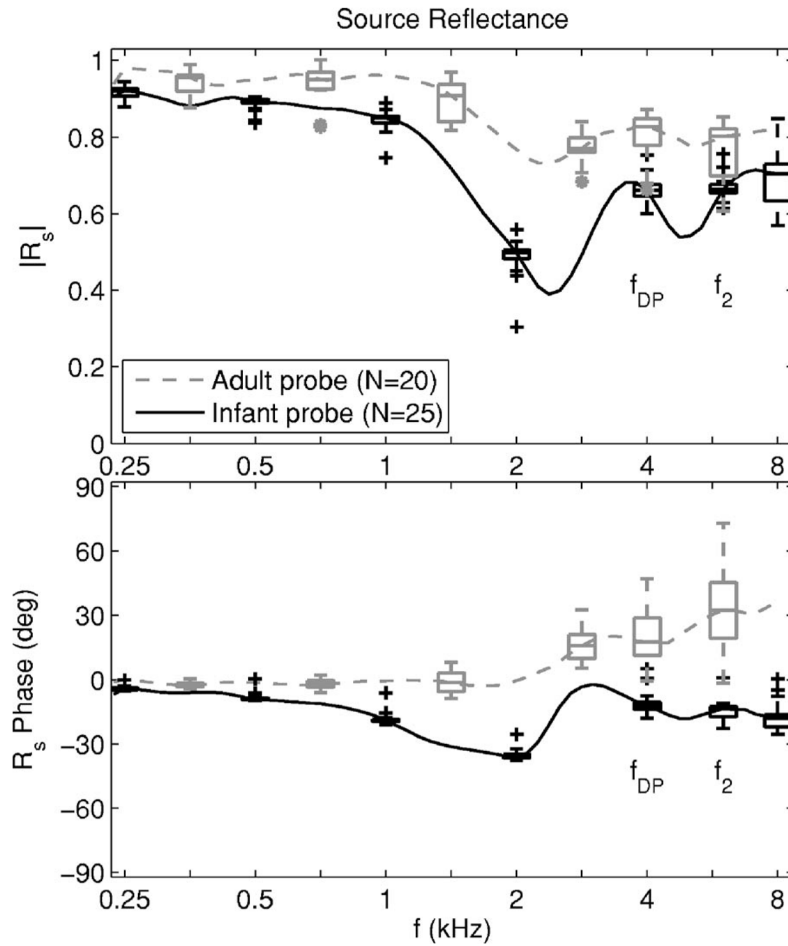 Source Reflectance
1
0.8
0.6
0.4
0.2
0
|R_s|
f_DP
f_2
Adult probe (N=20)
Infant probe (N=25)
0.25 0.5 1 2 4 8
90
60
30
0
−30
−60
−90
R_s Phase (deg)
f_DP
f_2
0.25 0.5 1 2 4 8
f (kHz)